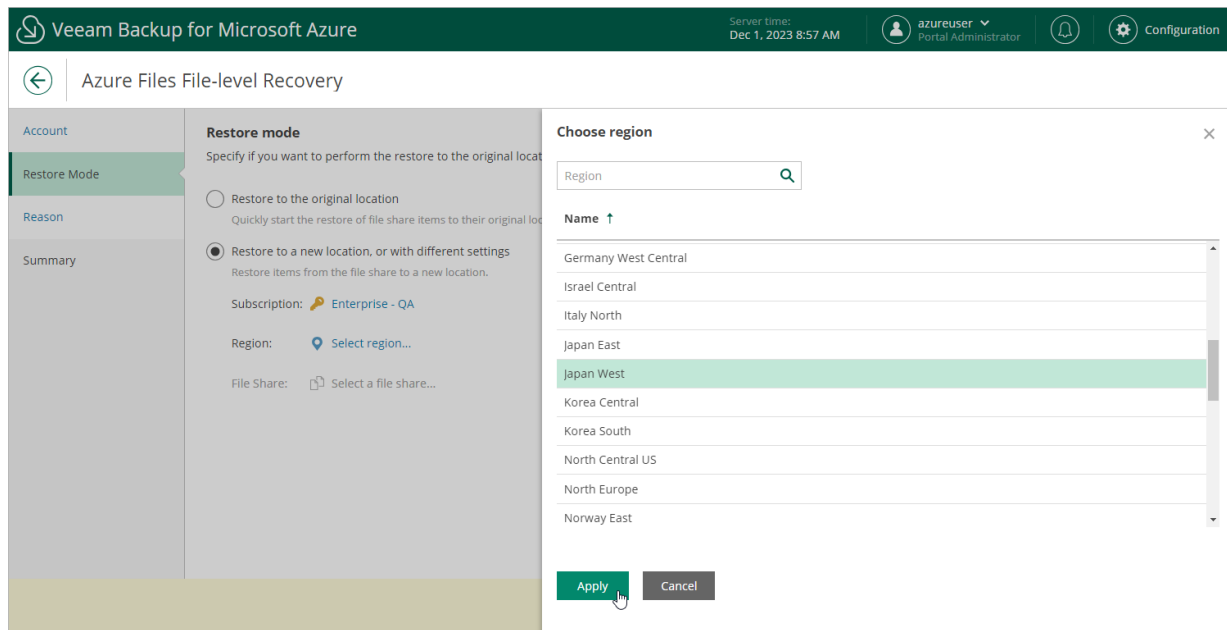 Veeam Backup for Microsoft Azure
Server time:
Dec 1, 2023 8:57 AM
azureuser
Portal Administrator
Configuration
Azure Files File-level Recovery
Account
Restore Mode
Reason
Summary
Restore mode
Specify if you want to perform the restore to the original locat
Restore to the original location
Quickly start the restore of file share items to their original loc
Restore to a new location, or with different settings
Restore items from the file share to a new location.
Subscription: Enterprise - QA
Region: Select region...
File Share: Select a file share...
Choose region
Region
Name
Germany West Central
Israel Central
Italy North
Japan East
Japan West
Korea Central
Korea South
North Central US
North Europe
Norway East
Apply
Cancel